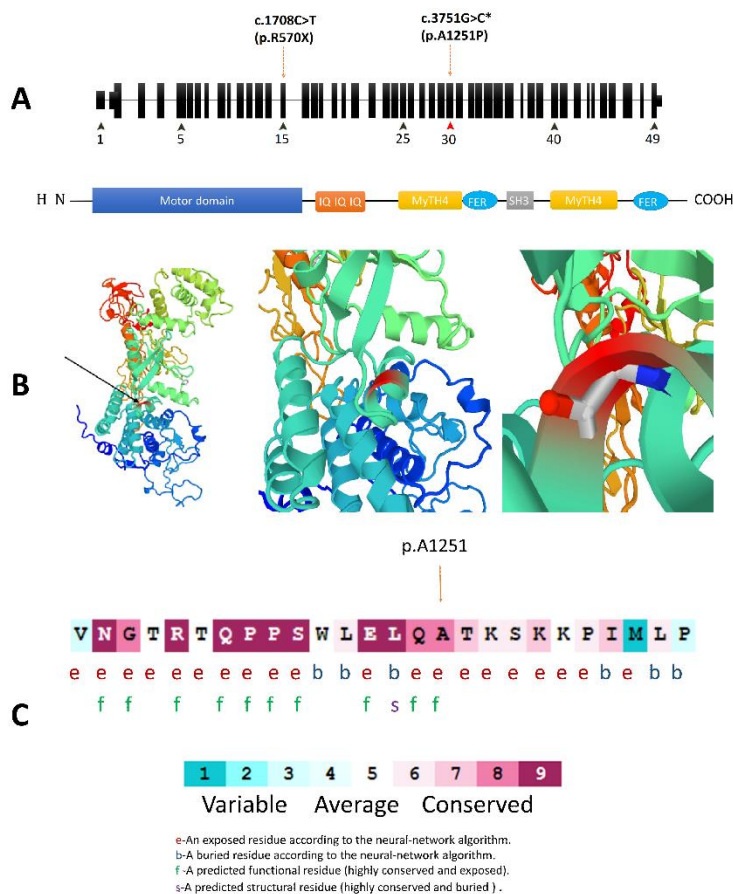 c.1708C>T
(p.R570X)
c.3751G>C*
(p.A1251P)
A
1 5 15 25 30 40 49
H N Motor domain IQ IQ IQ MyTH4 FER SH3 MyTH4 FER COOH
B
p.A1251
V N G T R T Q P P S W L E L Q A T K S K K P I M L P
e e e e e e e e e e b b e b e e e e e e e e b e b b
f f f f f f f f s f f
C
1 2 3 4 5 6 7 8 9
Variable Average Conserved
e-An exposed residue according to the neural-network algorithm.
b-A buried residue according to the neural-network algorithm.
f -A predicted functional residue (highly conserved and exposed).
s-A predicted structural residue (highly conserved and buried ) .